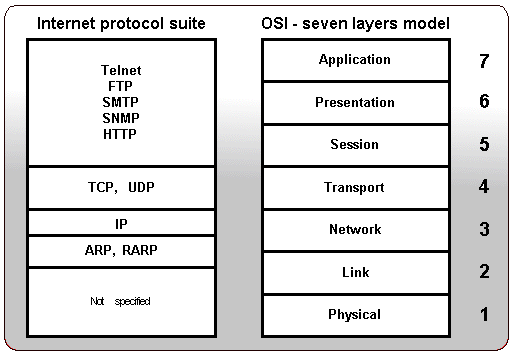 Internet protocol suite
Telnet
FTP
SMTP
SNMP
HTTP
TCP, UDP
IP
ARP, RARP
Not specified
OSI - seven layers model
Application 7
Presentation 6
Session 5
Transport 4
Network 3
Link 2
Physical 1